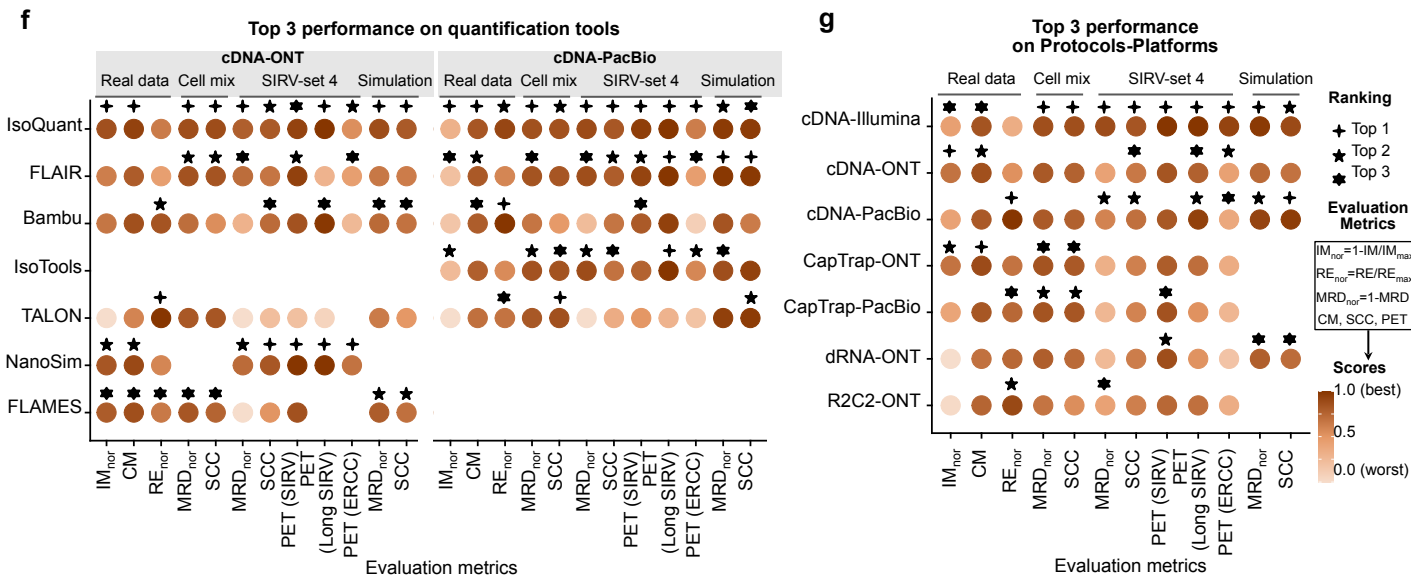 f
Top 3 performance on quantification tools
cDNA-ONT
cDNA-PacBio
Real data
Cell mix
SIRV-set 4
Simulation
Real data
Cell mix
SIRV-set 4
Simulation
IsoQuant
FLAIR
Bambu
IsoTools
TALON
NanoSim
FLAMES
IMnor
CM
REnor
MRDnor
SCC
MRDnor
SCC
PET (SIRV)
PET
(Long SIRV)
PET (ERCC)
MRDnor
SCC
IMnor
CM
REnor
MRDnor
SCC
MRDnor
SCC
PET (SIRV)
PET
(Long SIRV)
PET (ERCC)
MRDnor
SCC
Evaluation metrics
g
Top 3 performance
on Protocols-Platforms
Real data
Cell mix
SIRV-set 4
Simulation
cDNA-Illumina
cDNA-ONT
cDNA-PacBio
CapTrap-ONT
CapTrap-PacBio
dRNA-ONT
R2C2-ONT
IMnor
CM
REnor
MRDnor
SCC
MRDnor
SCC
PET (SIRV)
PET
(Long SIRV)
PET (ERCC)
MRDnor
SCC
Evaluation metrics
Ranking
Top 1
Top 2
Top 3
Evaluation
Metrics
IMnor=1-IM/IMmax
REnor=RE/REmax
MRDnor=1-MRD
CM, SCC, PET
Scores
1.0 (best)
0.5
0.0 (worst)